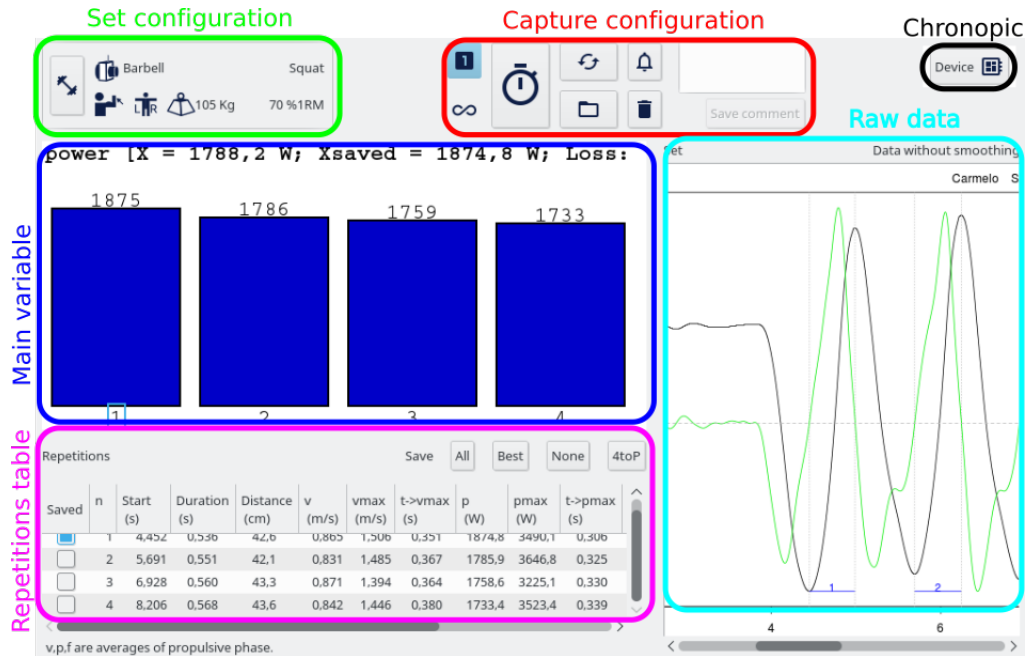 Set configuration
Capture configuration
Chronopic
Barbell Squat
L R 105 Kg 70 %1RM
1
Save comment
Device
Raw data
Main variable
power [X = 1788,2 W; Xsaved = 1874,8 W; Loss:
1875 1786 1759 1733
1 2 3 4
Set Data without smoothing
Carmelo S
1 2
4 6
Repetitions table
Repetitions Save All Best None 4toP
Saved n Start (s) Duration (s) Distance (cm) v (m/s) vmax (m/s) t->vmax (s) p (W) pmax (W) t->pmax (s)
1 4,452 0,536 42,6 0,865 1,506 0,351 1874,8 3490,1 0,306
2 5,691 0,551 42,1 0,831 1,485 0,367 1785,9 3646,8 0,325
3 6,928 0,560 43,3 0,871 1,394 0,364 1758,6 3225,1 0,330
4 8,206 0,568 43,6 0,842 1,446 0,380 1733,4 3523,4 0,339
v,p,f are averages of propulsive phase.